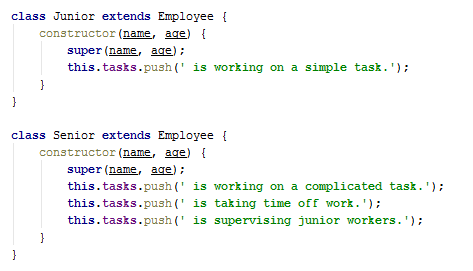 class Junior extends Employee {
    constructor(name, age) {
        super(name, age);
        this.tasks.push(' is working on a simple task.');
    }
}

class Senior extends Employee {
    constructor(name, age) {
        super(name, age);
        this.tasks.push(' is working on a complicated task.');
        this.tasks.push(' is taking time off work.');
        this.tasks.push(' is supervising junior workers.');
    }
}